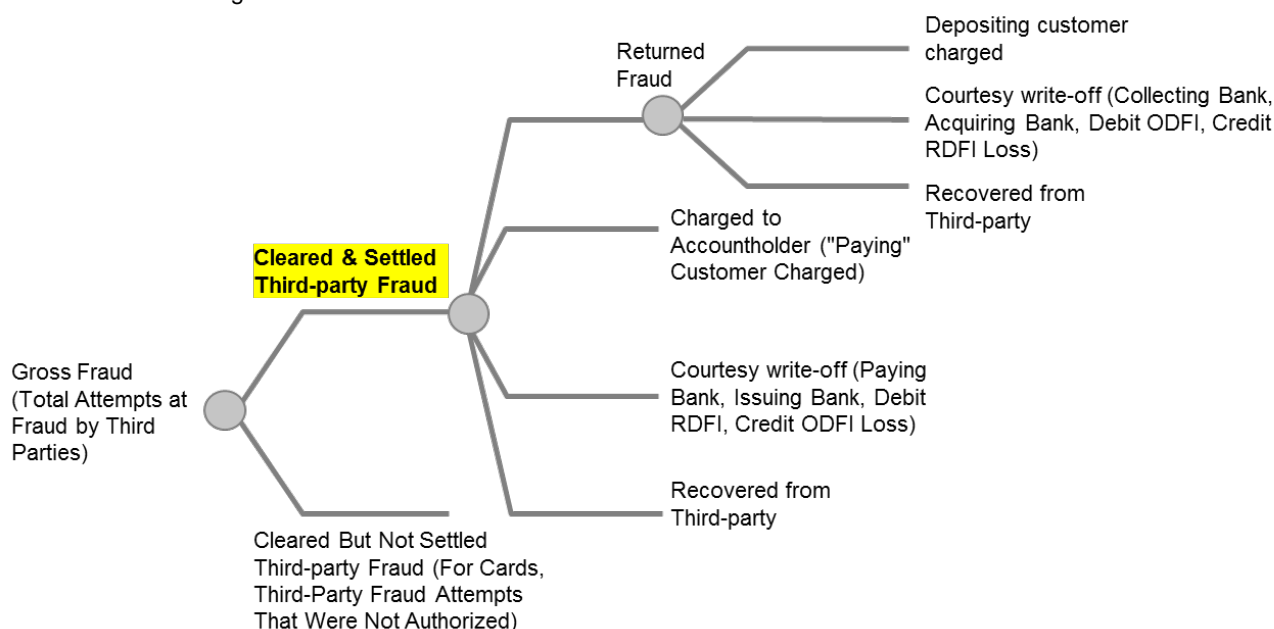 Depositing customer
charged
Returned
Fraud
Courtesy write-off (Collecting Bank,
Acquiring Bank, Debit ODFI, Credit
RDFI Loss)
Recovered from
Third-party
Charged to
Accountholder ("Paying"
Customer Charged)
Cleared & Settled
Third-party Fraud
Gross Fraud
(Total Attempts at
Fraud by Third
Parties)
Courtesy write-off (Paying
Bank, Issuing Bank, Debit
RDFI, Credit ODFI Loss)
Recovered from
Third-party
Cleared But Not Settled
Third-party Fraud (For Cards,
Third-Party Fraud Attempts
That Were Not Authorized)